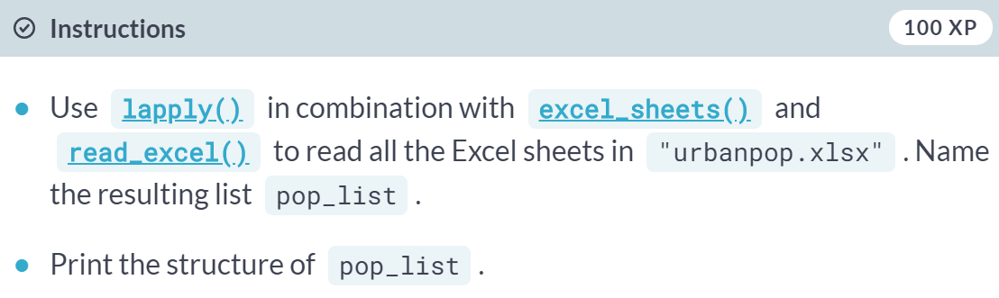 Instructions 100 XP
Use lapply() in combination with excel_sheets() and
read_excel() to read all the Excel sheets in "urbanpop.xlsx" . Name
the resulting list pop_list .
Print the structure of pop_list .